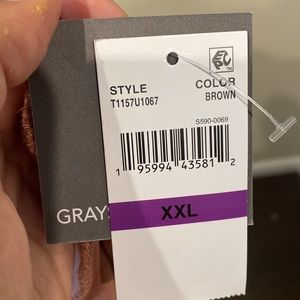 STYLE COLOR
T1157U1067 BROWN
S590-0069
1 95994 43581 2
XXL
GRAY